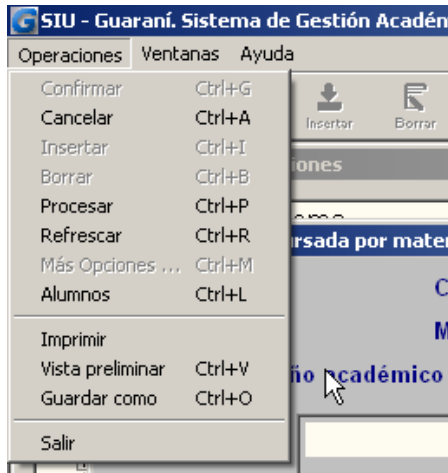 SIU - Guaraní. Sistema de Gestión Académ
Operaciones Ventanas Ayuda
Confirmar Ctrl+G
Cancelar Ctrl+A
Insertar Ctrl+I
Borrar Ctrl+B
Procesar Ctrl+P
Refrescar Ctrl+R
Más Opciones ... Ctrl+M
Alumnos Ctrl+L
Imprimir
Vista preliminar Ctrl+V
Guardar como Ctrl+O
Salir
Insertar Borrar
iones
rsada por mater
C
M
ño académico